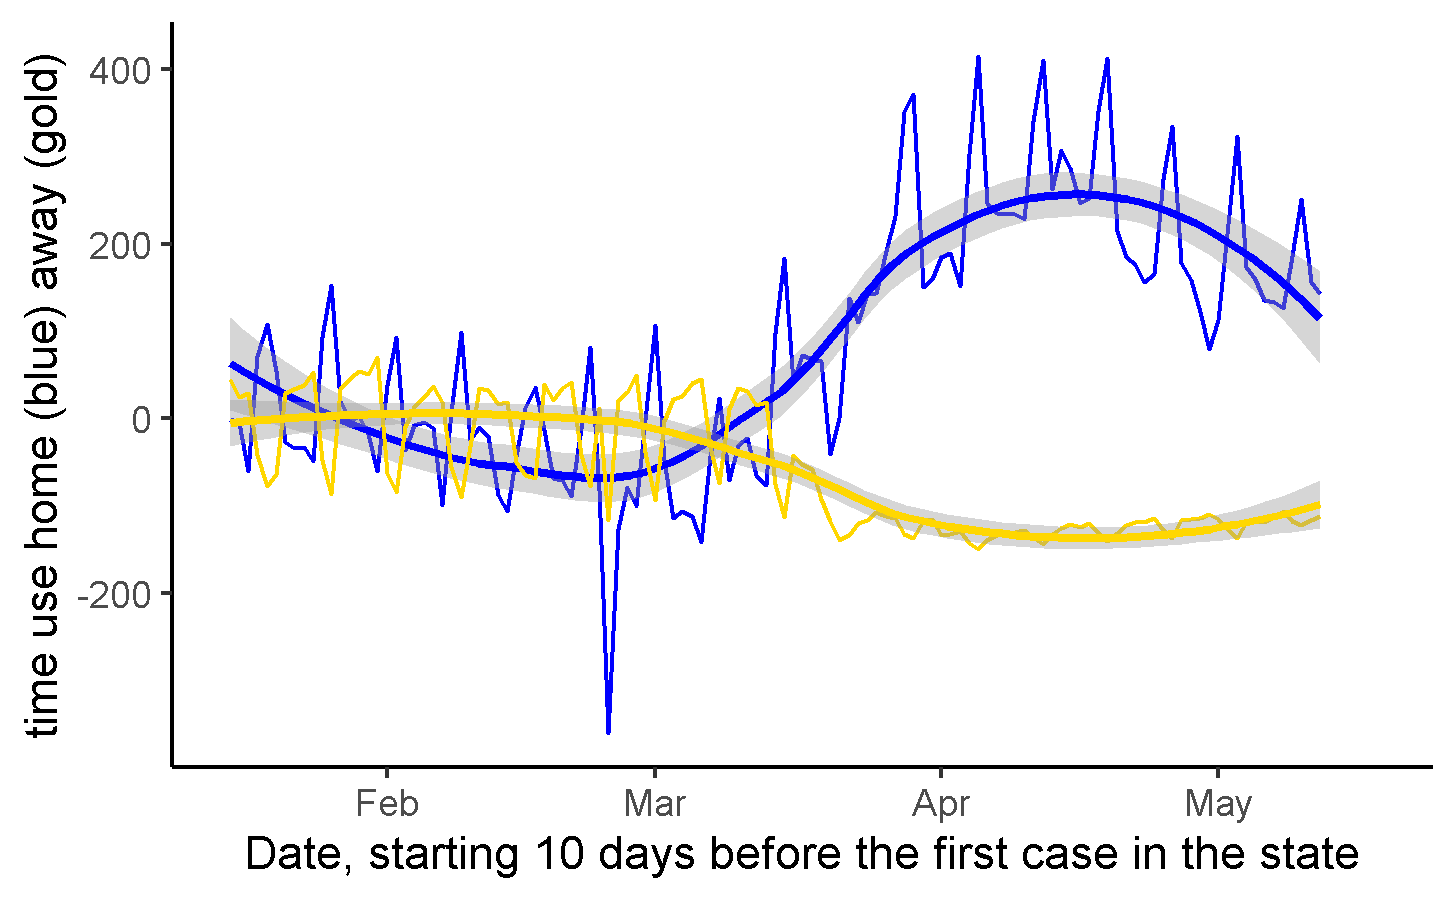 time use home (blue) away (gold)
400
200
0
-200
Feb
Mar
Apr
May
Date, starting 10 days before the first case in the state